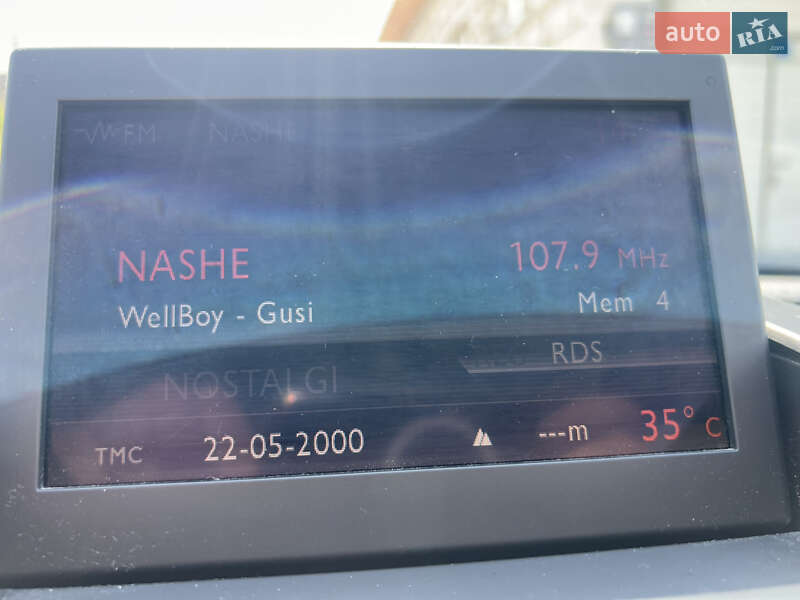 auto RIA .com
FM NASHE
NASHE 107.9 MHz
WellBoy - Gusi Mem 4
RDS
NOSTALGI
TMC 22-05-2000 ---m 35° C